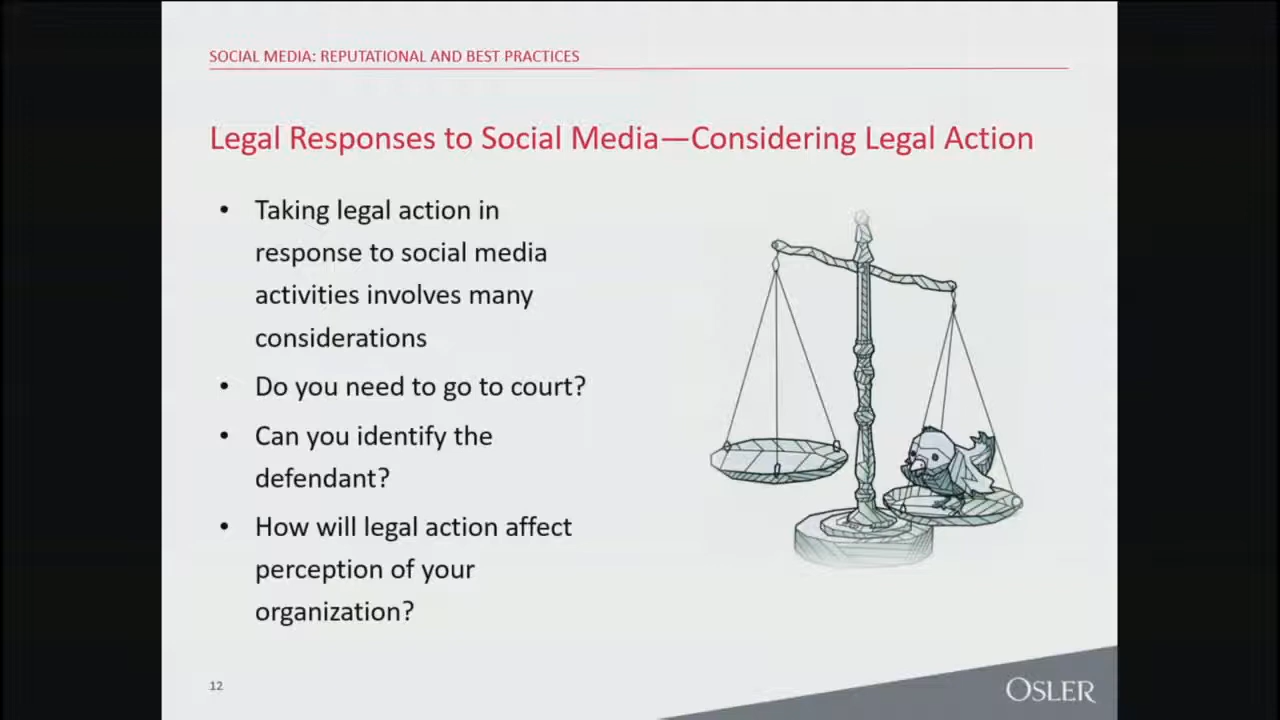 SOCIAL MEDIA: REPUTATIONAL AND BEST PRACTICES
Legal Responses to Social Media—Considering Legal Action
• Taking legal action in
response to social media
activities involves many
considerations
• Do you need to go to court?
• Can you identify the
defendant?
• How will legal action affect
perception of your
organization?
12
OSLER